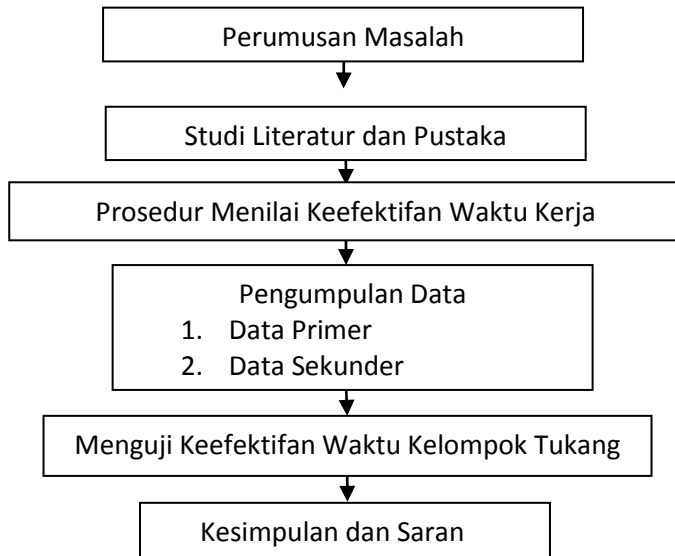 Perumusan Masalah
Studi Literatur dan Pustaka
Prosedur Menilai Keefektifan Waktu Kerja
Pengumpulan Data
1. Data Primer
2. Data Sekunder
Menguji Keefektifan Waktu Kelompok Tukang
Kesimpulan dan Saran